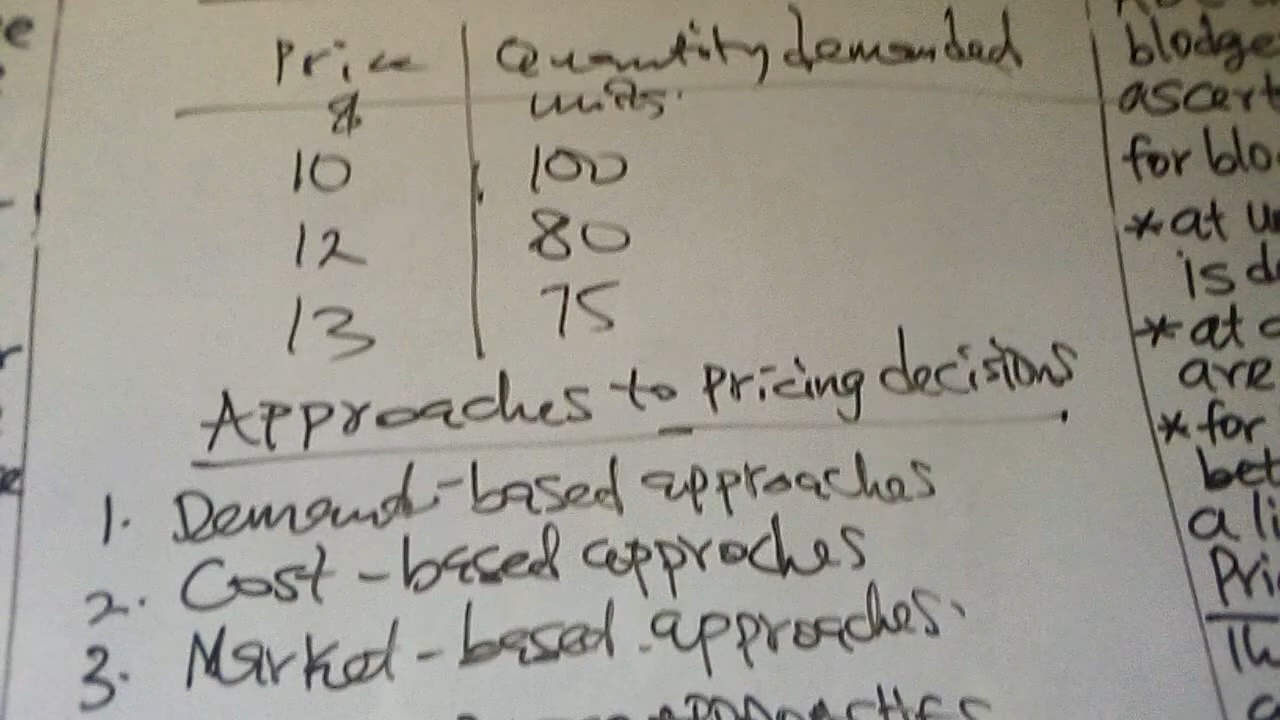 Price Quantity demanded
$ units.
10 100
12 80
13 75
Approaches to pricing decisions.
1. Demand-based approaches
2. Cost-based approches
3. Market-based approaches.
APPROACHES
ascert
for blo
* at
is d
* at
are
* for
bet
a li
Pri
Th